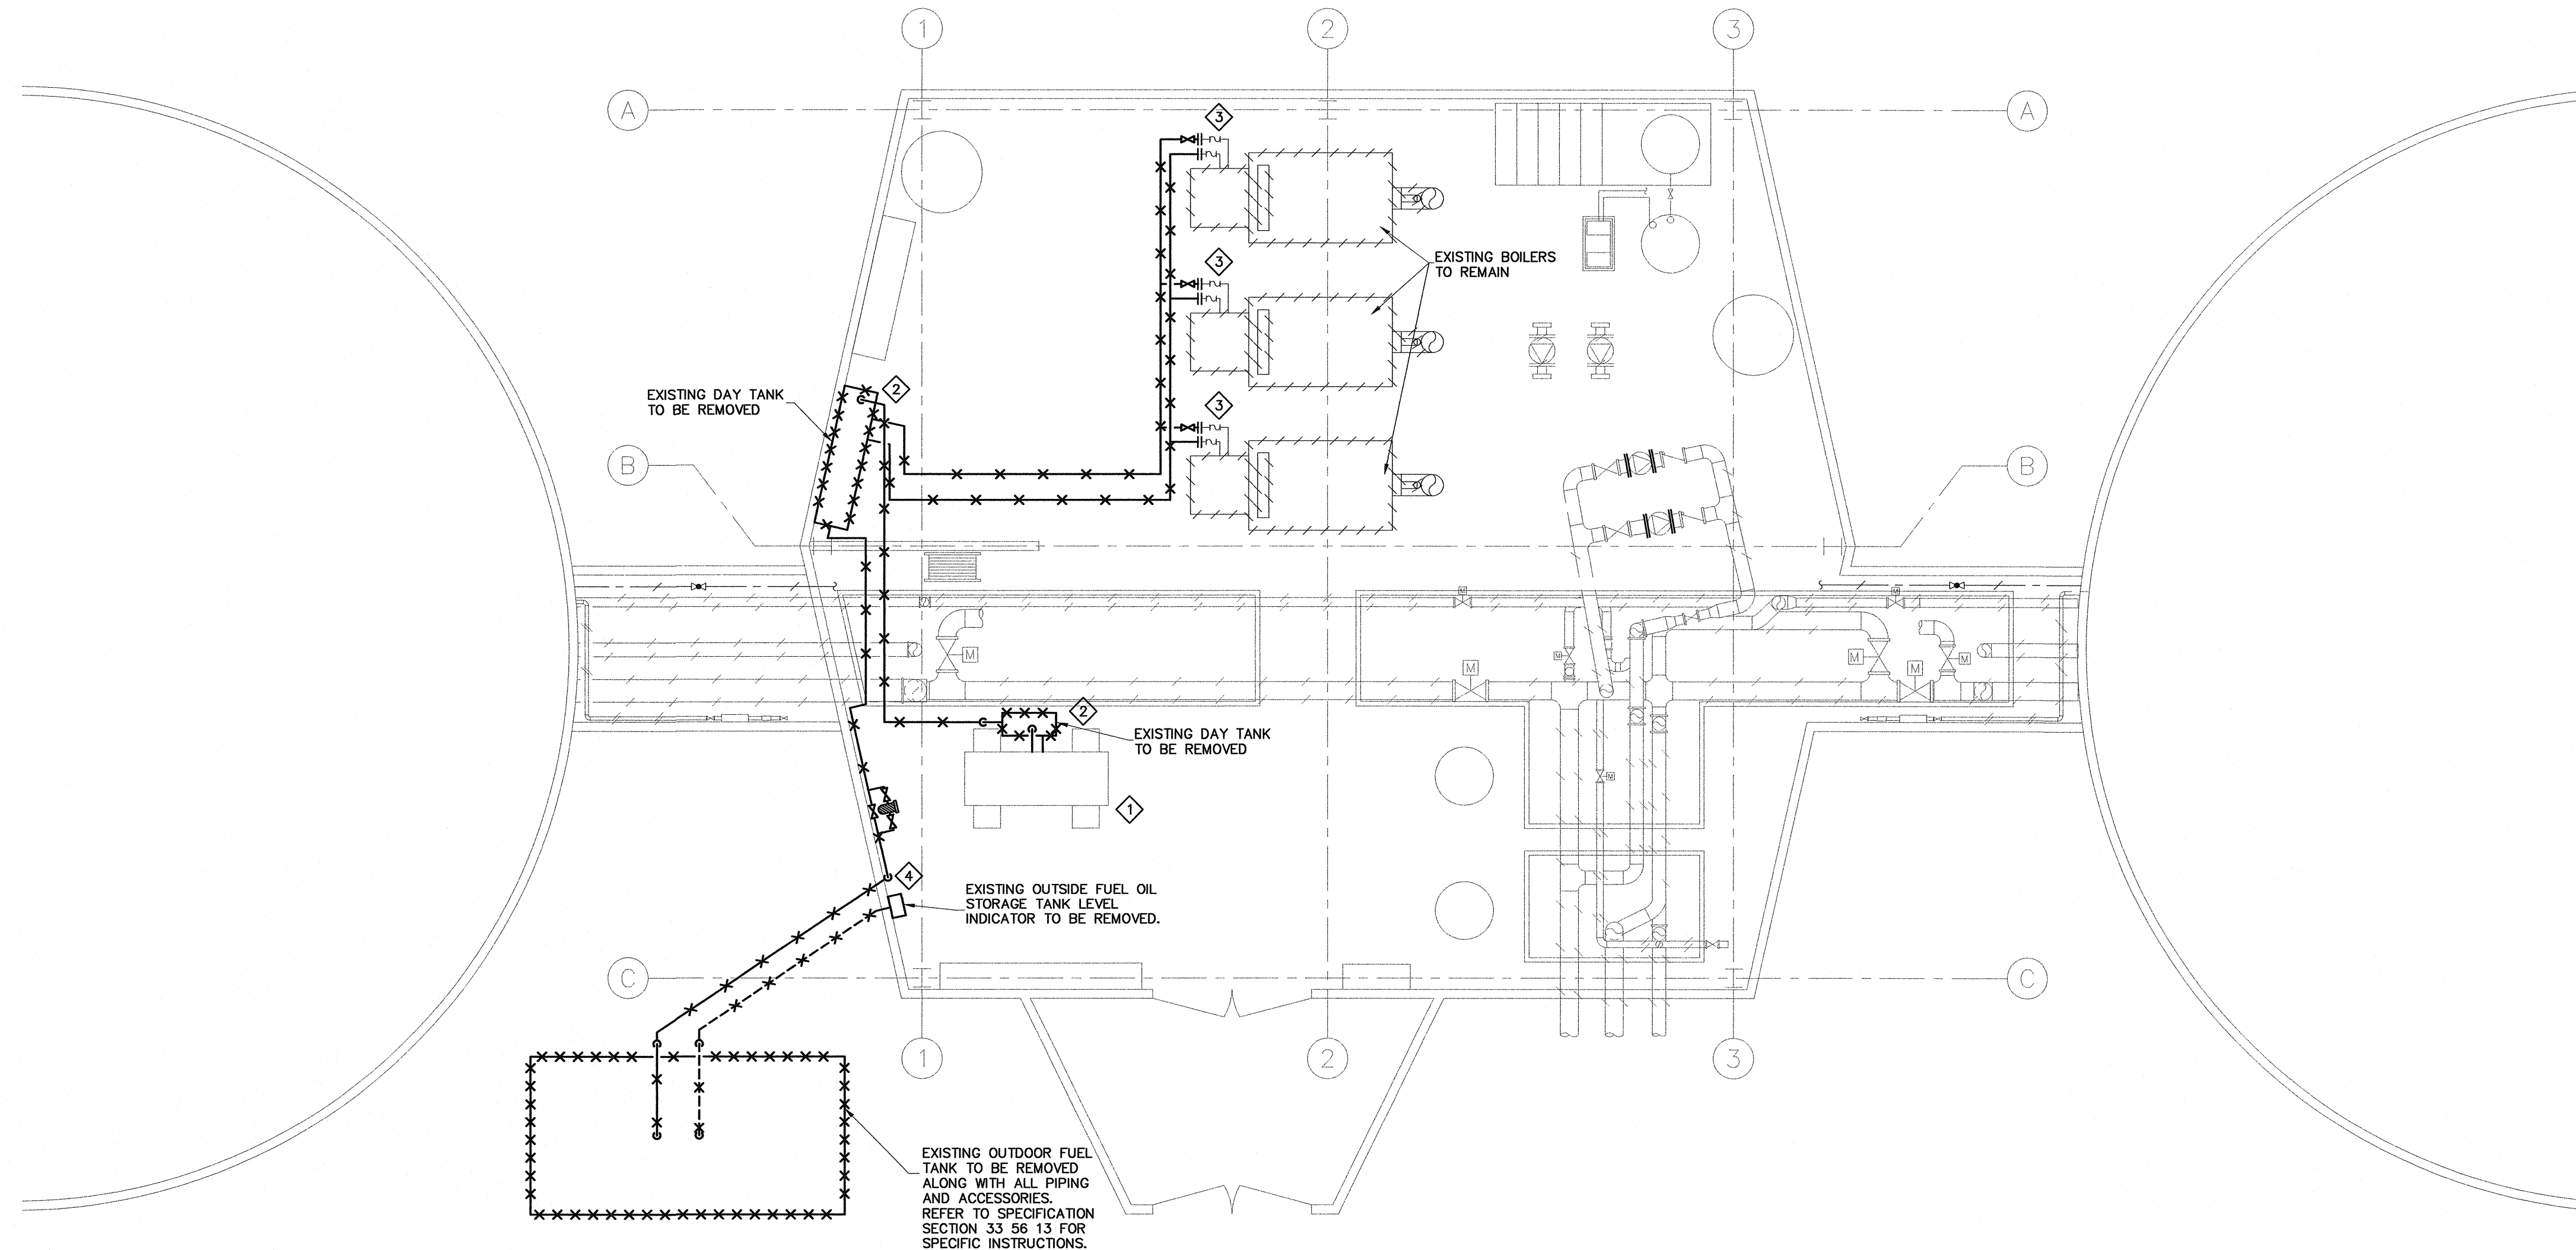 1
2
3
A
A
3
EXISTING BOILERS
TO REMAIN
3
EXISTING DAY TANK
TO BE REMOVED
2
3
B
B
M
M
M
M
M
M
M
M
M
2
EXISTING DAY TANK
TO BE REMOVED
M
1
4
EXISTING OUTSIDE FUEL OIL
STORAGE TANK LEVEL
INDICATOR TO BE REMOVED.
C
C
1
2
3
EXISTING OUTDOOR FUEL
TANK TO BE REMOVED
ALONG WITH ALL PIPING
AND ACCESSORIES.
REFER TO SPECIFICATION
SECTION 33 56 13 FOR
SPECIFIC INSTRUCTIONS.